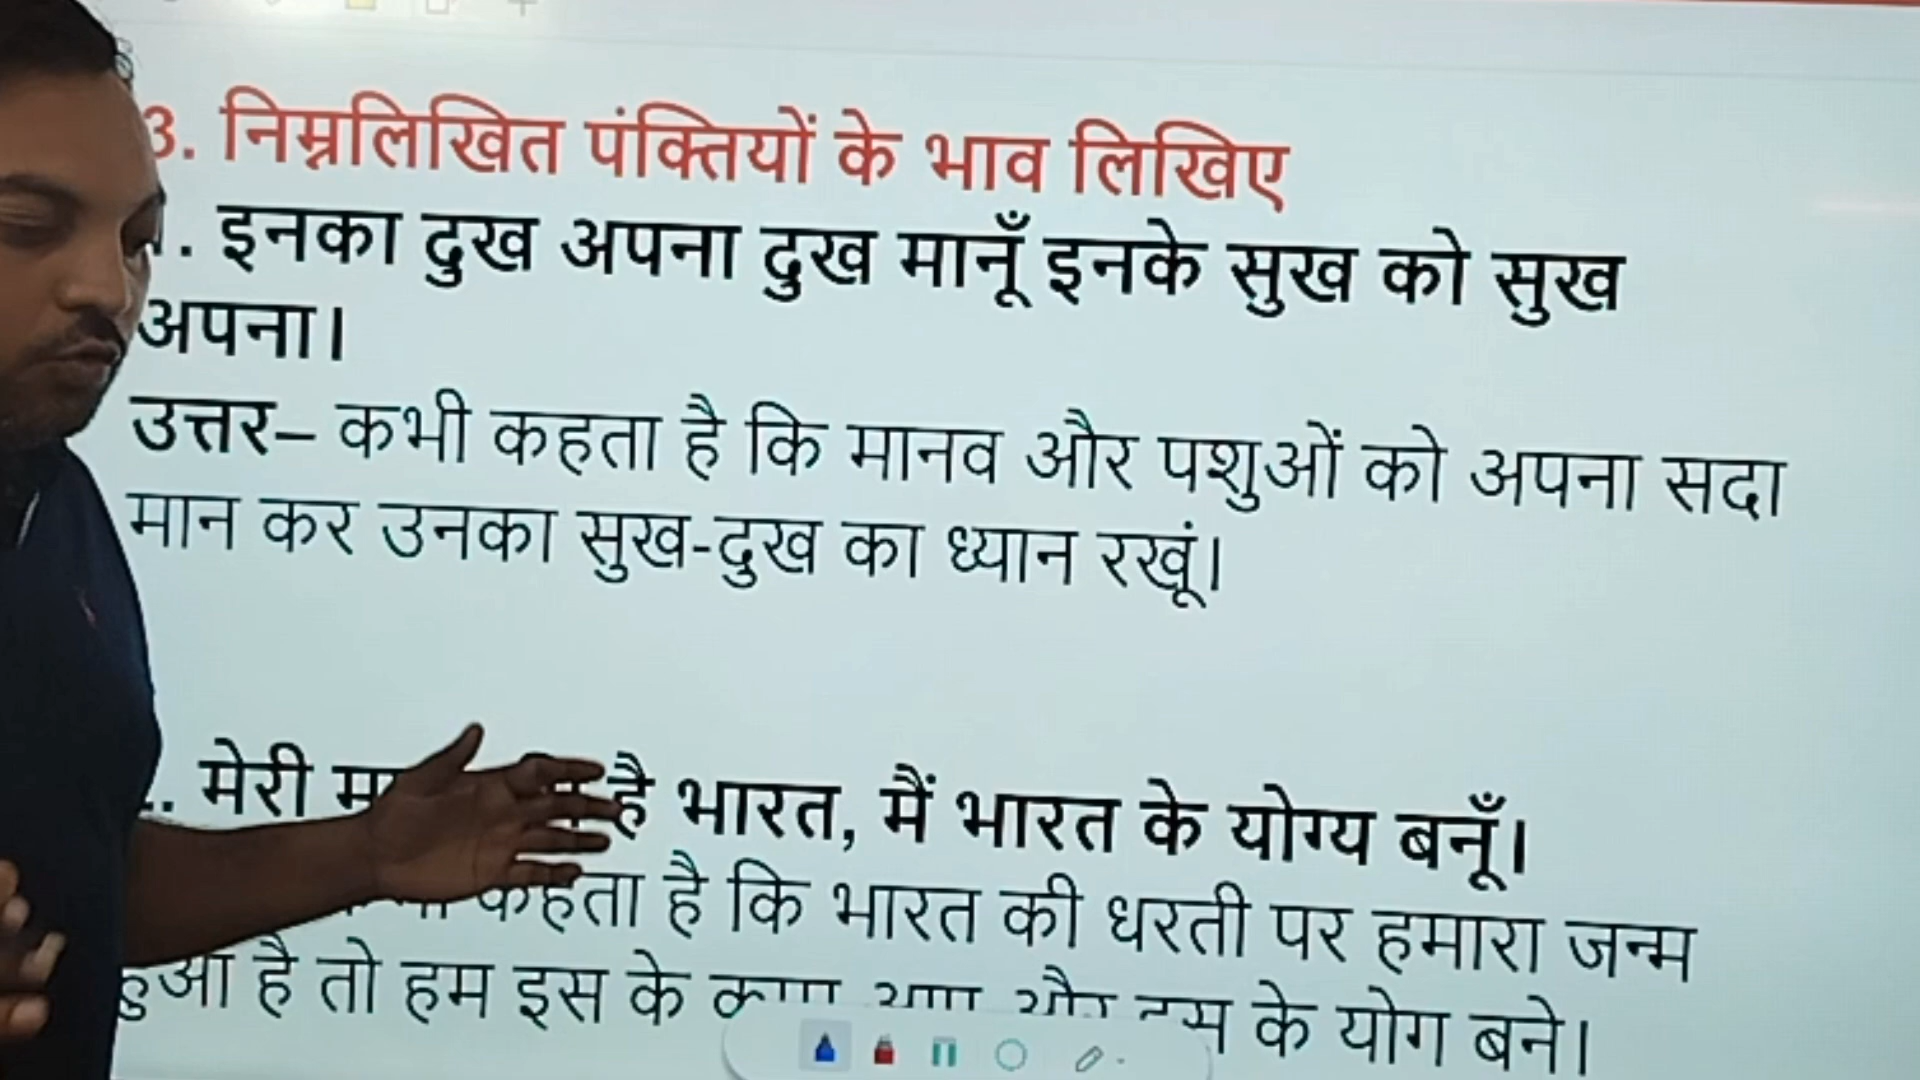 3. निम्नलिखित पंक्तियों के भाव लिखिए
. इनका दुख अपना दुख मानूँ इनके सुख को सुख
अपना।
उत्तर– कभी कहता है कि मानव और पशुओं को अपना सदा
मान कर उनका सुख-दुख का ध्यान रखूं।
. मेरी है भारत, मैं भारत के योग्य बनूँ।
कहता है कि भारत की धरती पर हमारा जन्म
हुआ है तो हम इस के और के योग बने।